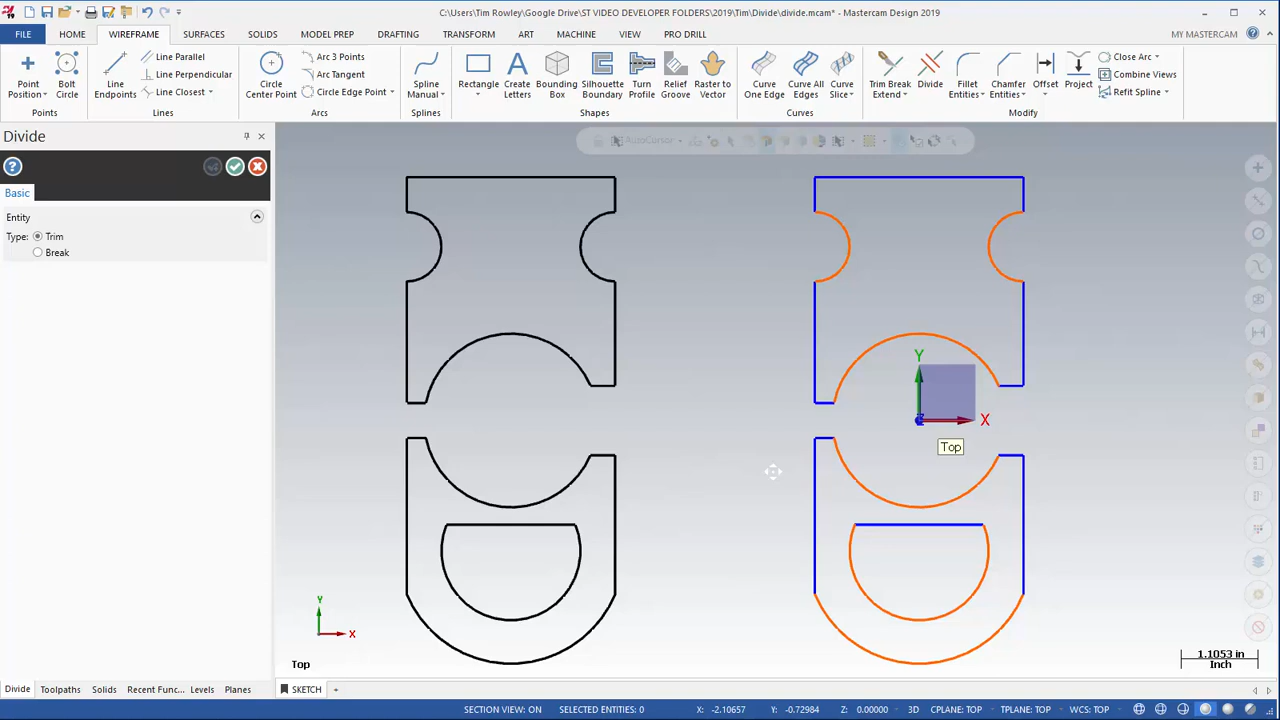 C:\Users\Tim Rowley\Google Drive\ST VIDEO DEVELOPER FOLDERS\2019\Tim\Divide\divide.mcam* - Mastercam Design 2019
FILE HOME WIREFRAME SURFACES SOLIDS MODEL PREP DRAFTING TRANSFORM ART MACHINE VIEW PRO DRILL MY MASTERCAM
Point Position
Bolt Circle
Points
Line Endpoints
Line Parallel
Line Perpendicular
Line Closest
Lines
Circle Center Point
Arc 3 Points
Arc Tangent
Circle Edge Point
Arcs
Spline Manual
Splines
Rectangle
Create Letters
Bounding Box
Silhouette Boundary
Turn Profile
Relief Groove
Raster to Vector
Shapes
Curve One Edge
Curve All Edges
Curve Slice
Curves
Trim Break Extend
Divide
Fillet Entities
Chamfer Entities
Offset
Project
Close Arc
Combine Views
Refit Spline
Modify
Divide
Basic
Entity
Type: Trim
Break
AutoCursor
Y
X
Top
Y
X
Top
1.1053 in
Inch
Divide Toolpaths Solids Recent Func... Levels Planes
SKETCH +
SECTION VIEW: ON SELECTED ENTITIES: 0 X: -2.10657 Y: -0.72984 Z: 0.00000 3D CPLANE: TOP TPLANE: TOP WCS: TOP